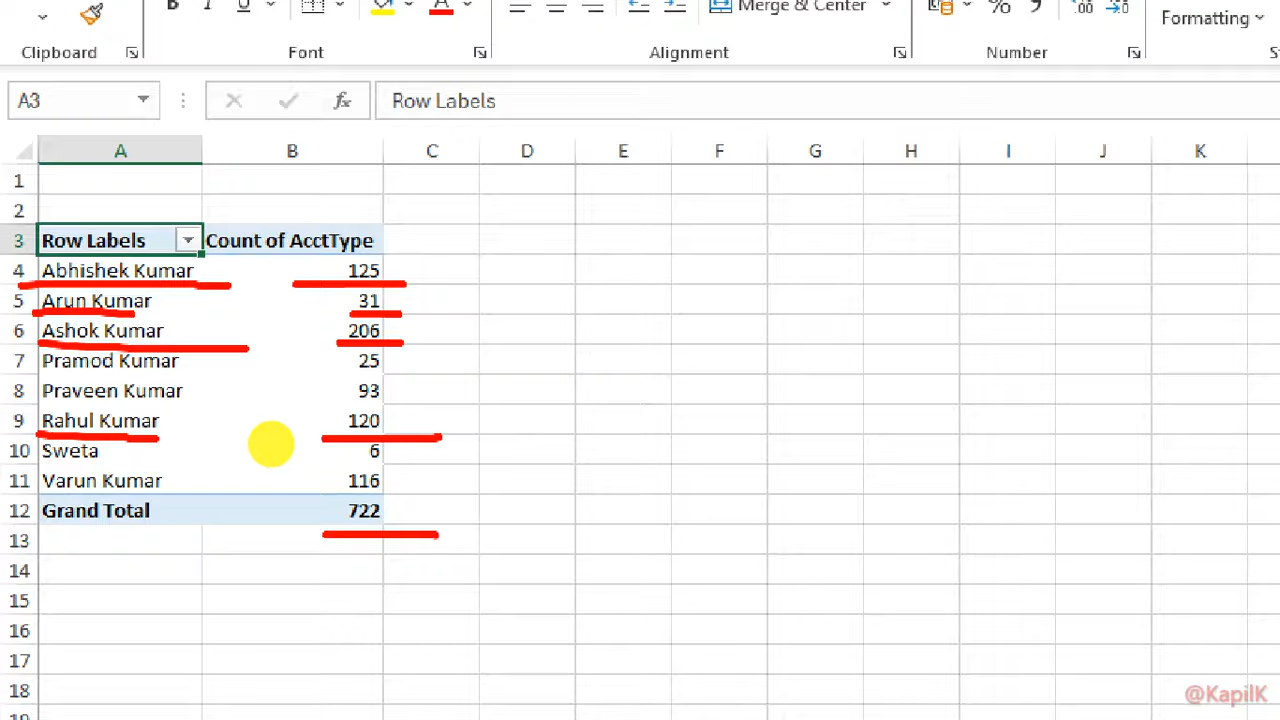 Merge & Center
Formatting
Clipboard
Font
Alignment
Number
A3
fx
Row Labels
A B C D E F G H I J K
1
2
3 Row Labels Count of AcctType
4 Abhishek Kumar 125
5 Arun Kumar 31
6 Ashok Kumar 206
7 Pramod Kumar 25
8 Praveen Kumar 93
9 Rahul Kumar 120
10 Sweta 6
11 Varun Kumar 116
12 Grand Total 722
13
14
15
16
17
18
@KapilK